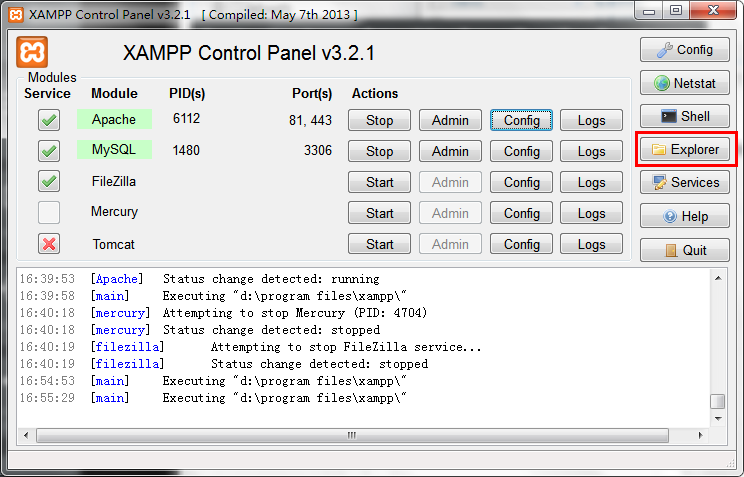 XAMPP Control Panel v3.2.1 [ Compiled: May 7th 2013 ]
XAMPP Control Panel v3.2.1
Config
Modules
Service Module PID(s) Port(s) Actions
Netstat
Apache 6112 81, 443 Stop Admin Config Logs
Shell
MySQL 1480 3306 Stop Admin Config Logs
Explorer
FileZilla Start Admin Config Logs
Services
Mercury Start Admin Config Logs
Help
Tomcat Start Admin Config Logs
Quit
16:39:53 [Apache] Status change detected: running
16:39:58 [main] Executing "d:\program files\xampp\"
16:40:18 [mercury] Attempting to stop Mercury (PID: 4704)
16:40:18 [mercury] Status change detected: stopped
16:40:19 [filezilla] Attempting to stop FileZilla service...
16:40:19 [filezilla] Status change detected: stopped
16:54:53 [main] Executing "d:\program files\xampp\"
16:55:29 [main] Executing "d:\program files\xampp\"